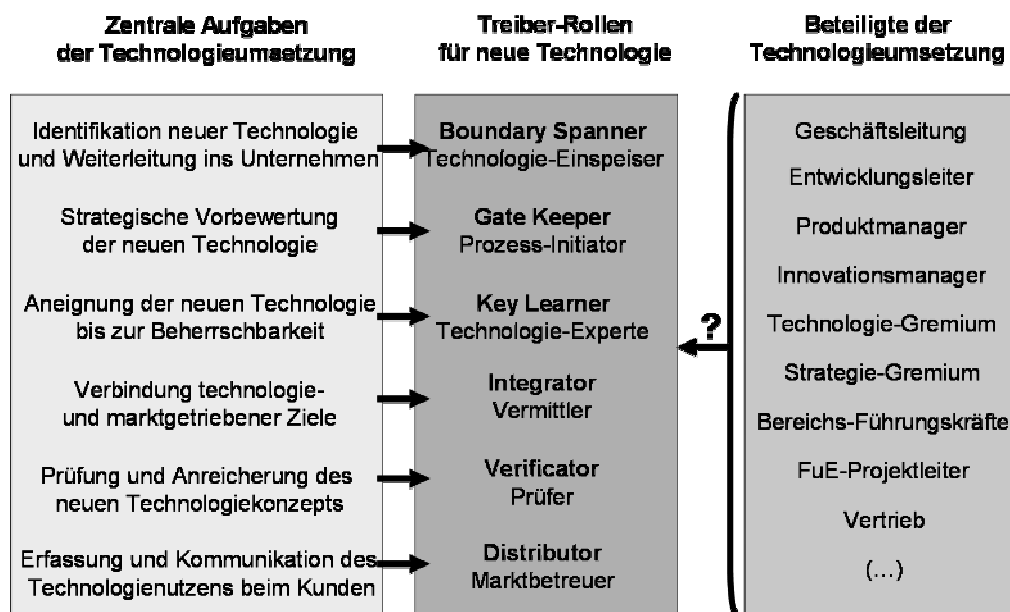 Zentrale Aufgaben
der Technologieumsetzung
Treiber-Rollen
für neue Technologie
Beteiligte der
Technologieumsetzung
Identifikation neuer Technologie
und Weiterleitung ins Unternehmen
Strategische Vorbewertung
der neuen Technologie
Aneignung der neuen Technologie
bis zur Beherrschbarkeit
Verbindung technologie-
und marktgetriebener Ziele
Prüfung und Anreicherung des
neuen Technologiekonzepts
Erfassung und Kommunikation des
Technologienutzens beim Kunden
Boundary Spanner
Technologie-Einspeiser
Gate Keeper
Prozess-Initiator
Key Learner
Technologie-Experte
Integrator
Vermittler
Verificator
Prüfer
Distributor
Marktbetreuer
?
Geschäftsleitung
Entwicklungsleiter
Produktmanager
Innovationsmanager
Technologie-Gremium
Strategie-Gremium
Bereichs-Führungskräfte
FuE-Projektleiter
Vertrieb
(...)